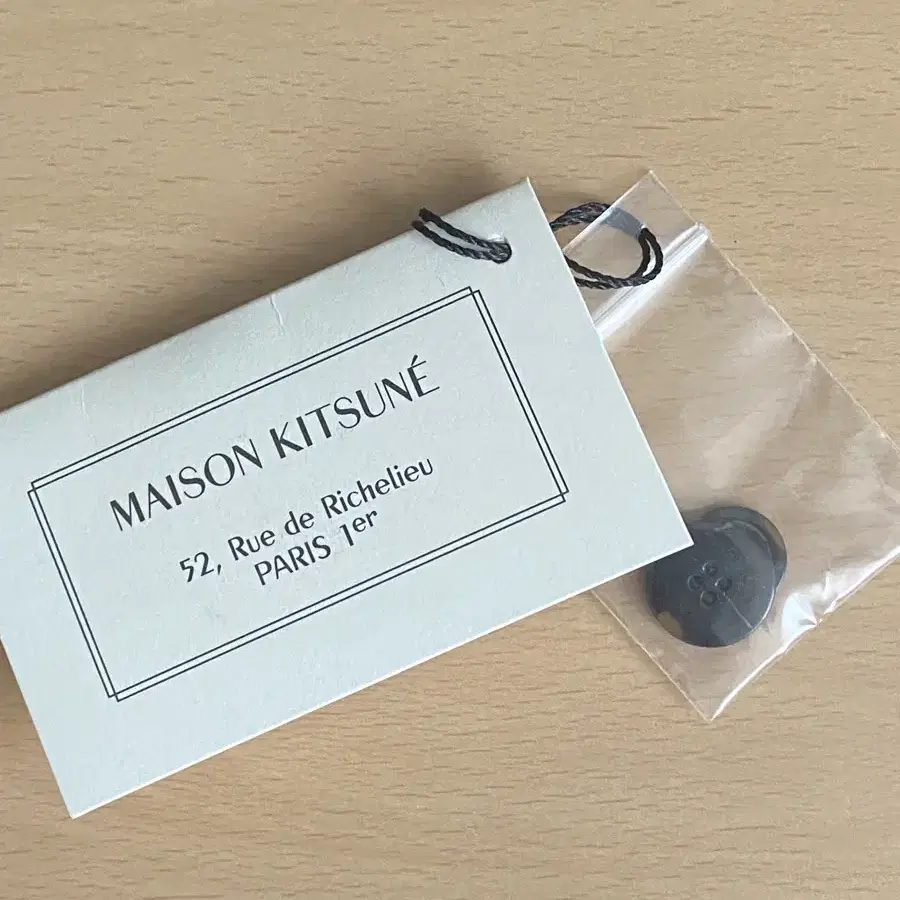 MAISON KITSUNÉ
52, Rue de Richelieu
PARIS 1er